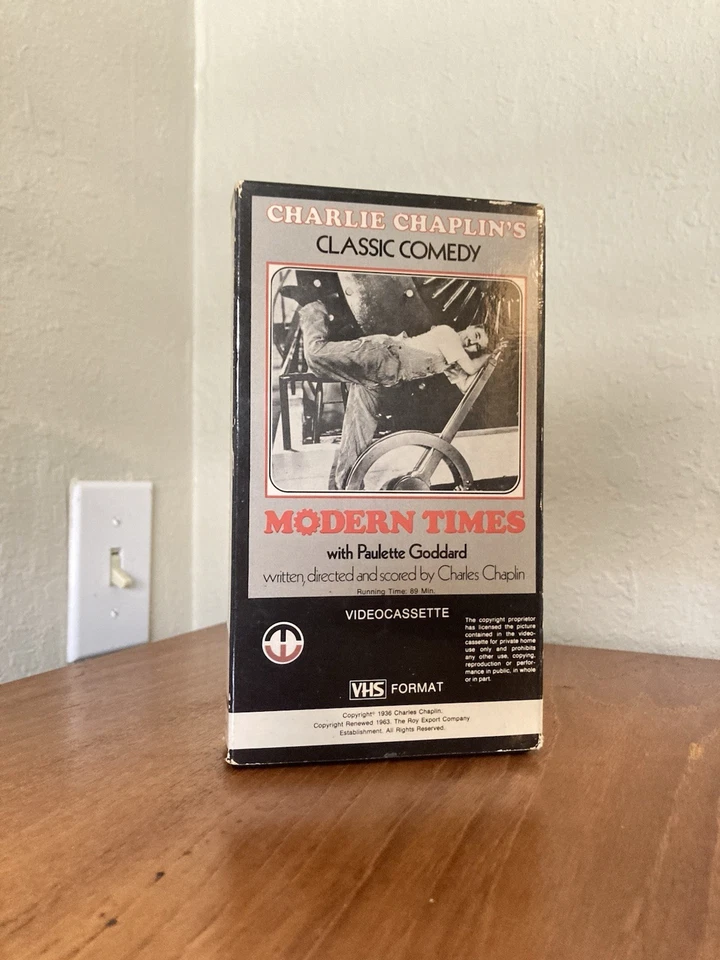 CHARLIE CHAPLIN'S
CLASSIC COMEDY
MODERN TIMES
with Paulette Goddard
written, directed and scored by Charles Chaplin
Running Time: 89 Min.
VIDEOCASSETTE
The copyright proprietor
has licensed the picture
contained in the video-
cassette for private home
use only and prohibits
any other use, copying,
reproduction or perfor-
mance in public, in whole
or in part.
VHS FORMAT
Copyright© 1936 Charles Chaplin.
Copyright Renewed 1963. The Roy Export Company
Establishment. All Rights Reserved.